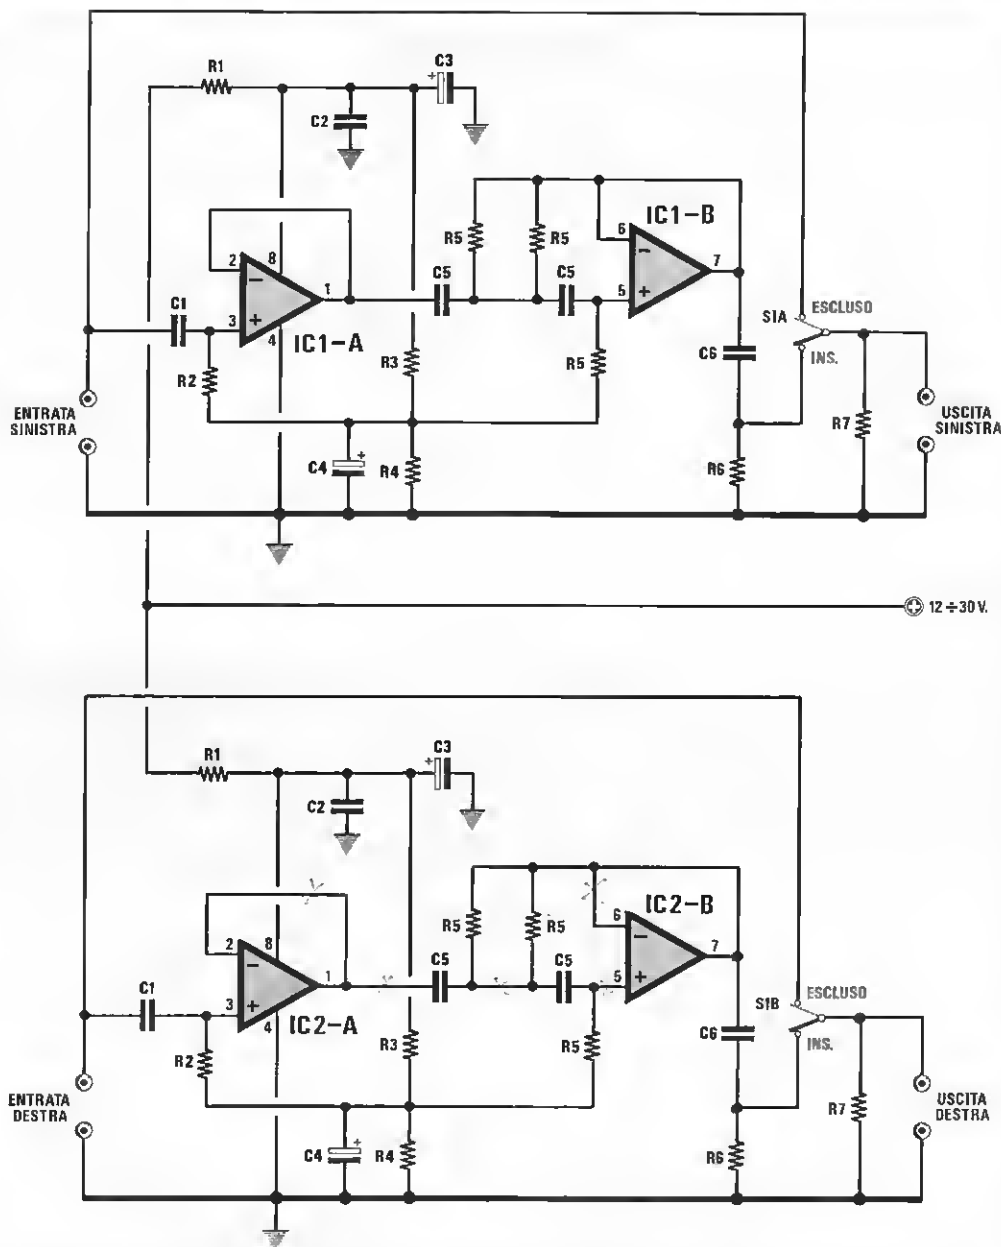 R1
C3
C2
IC1-B
R5
R5
6
7
C5
C5
5
2
8
1
3
4
C1
IC1-A
R2
R3
R5
S1A
ESCLUSO
INS.
C6
ENTRATA
SINISTRA
C4
R4
R6
R7
USCITA
SINISTRA
12÷30 V.
R1
C3
C2
IC2-B
R5
R5
6
7
C5
C5
5
2
8
1
3
4
C1
IC2-A
R2
R3
R5
S1B
ESCLUSO
INS.
C6
ENTRATA
DESTRA
C4
R4
R6
R7
USCITA
DESTRA